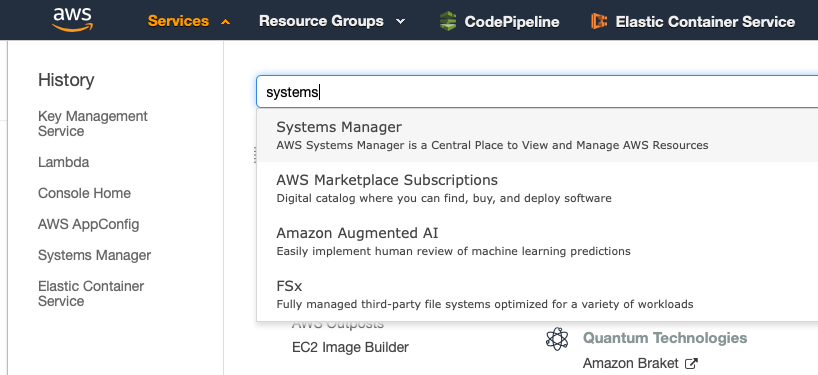 aws
Services
Resource Groups
CodePipeline
Elastic Container Service
History
Key Management
Service
Lambda
Console Home
AWS AppConfig
Systems Manager
Elastic Container
Service
systems
Systems Manager
AWS Systems Manager is a Central Place to View and Manage AWS Resources
AWS Marketplace Subscriptions
Digital catalog where you can find, buy, and deploy software
Amazon Augmented AI
Easily implement human review of machine learning predictions
FSx
Fully managed third-party file systems optimized for a variety of workloads
AWS Outposts
EC2 Image Builder
Quantum Technologies
Amazon Braket